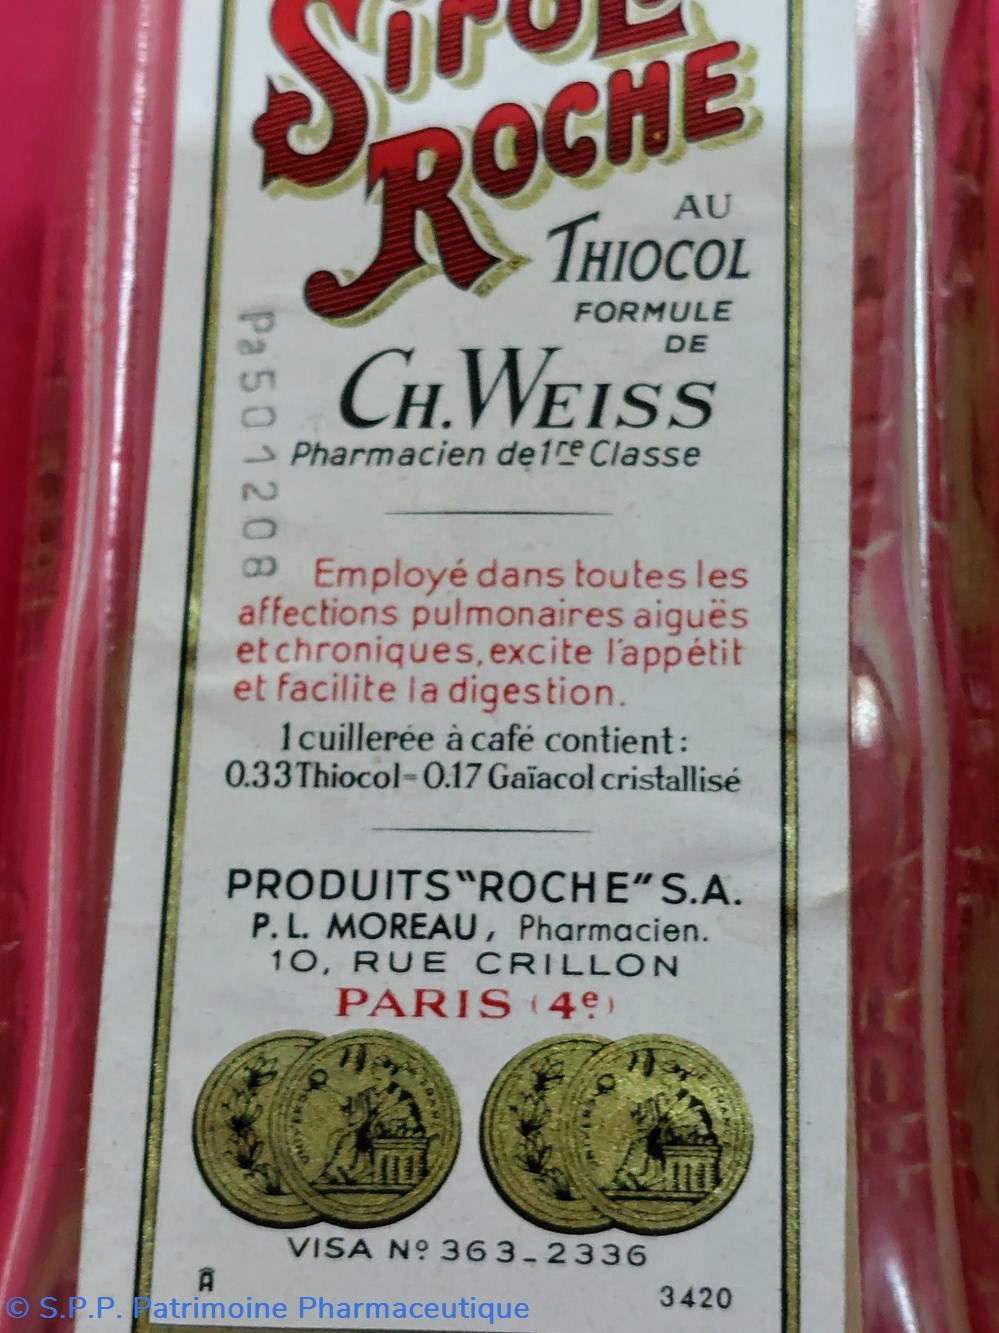 Sirop
ROCHE
AU
THIOCOL
FORMULE
DE
CH. WEISS
Pharmacien de 1re Classe
Pa501208
Employé dans toutes les
affections pulmonaires aiguës
et chroniques, excite l'appétit
et facilite la digestion.
1 cuillerée à café contient:
0.33 Thiocol = 0.17 Gaïacol cristallisé
PRODUITS "ROCHE" S.A.
P. L. MOREAU, Pharmacien.
10, RUE CRILLON
PARIS (4e)
VISA Nº 363-2336
3420
© S.P.P. Patrimoine Pharmaceutique